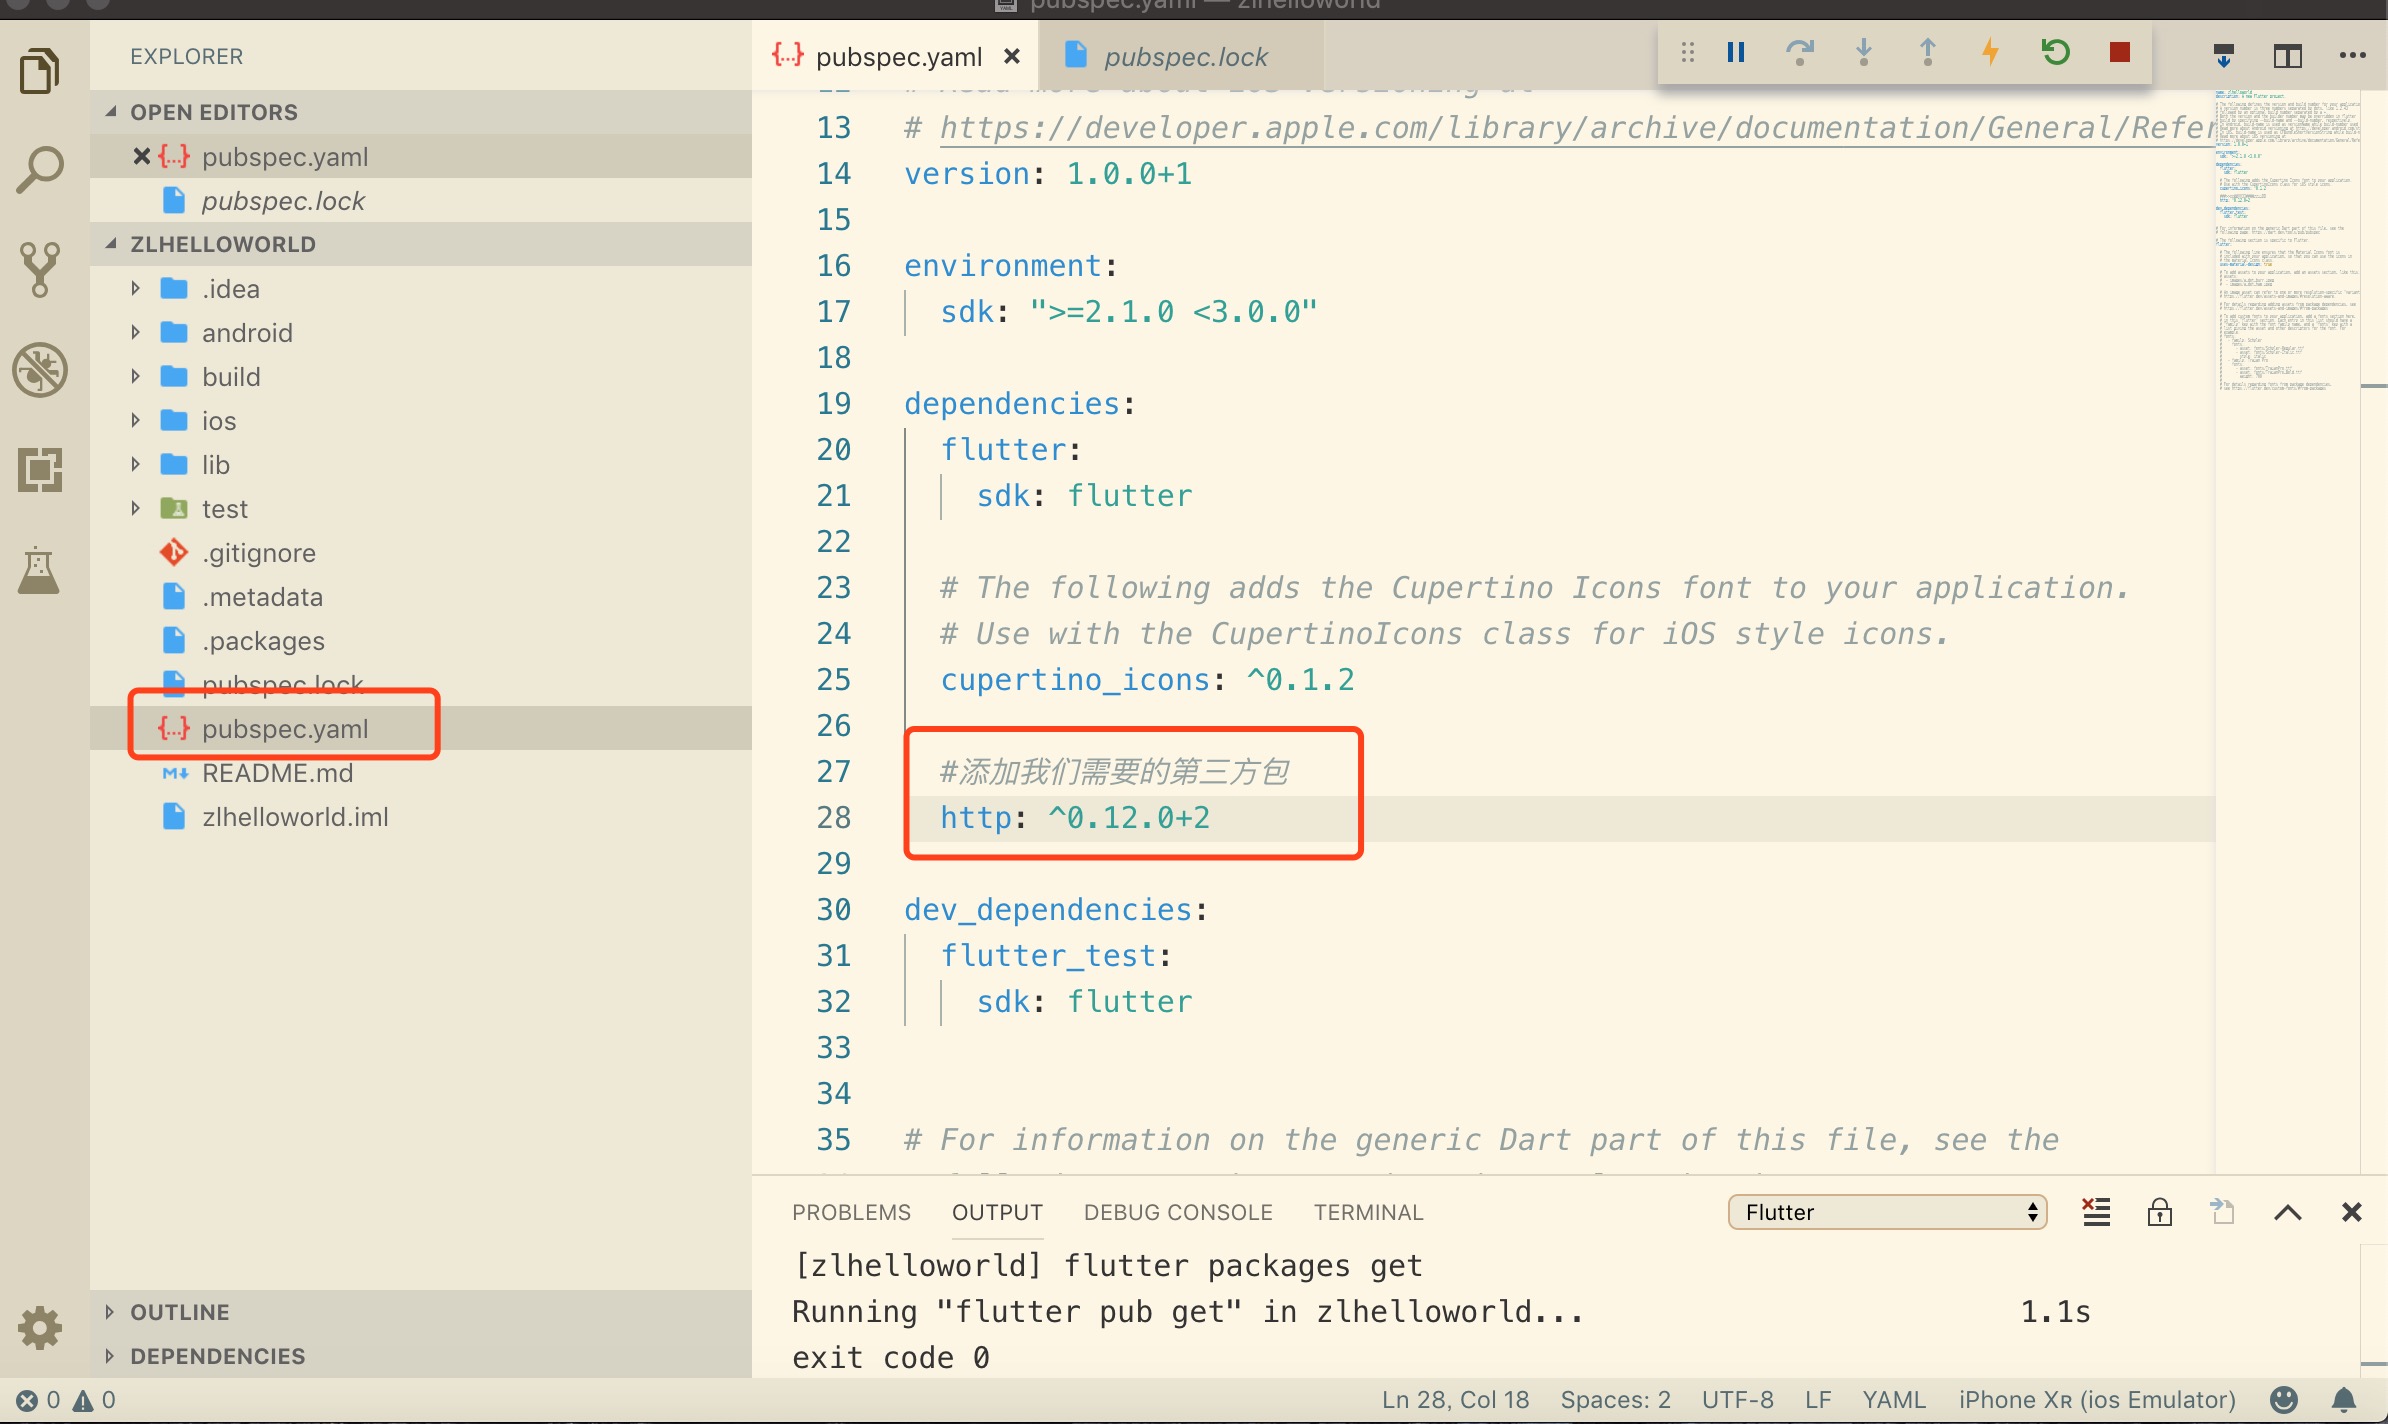 pubspec.yaml — zlhelloworld
EXPLORER
OPEN EDITORS
pubspec.yaml
pubspec.lock
ZLHELLOWORLD
.idea
android
build
ios
lib
test
.gitignore
.metadata
.packages
pubspec.lock
{...} pubspec.yaml
README.md
zlhelloworld.iml
OUTLINE
DEPENDENCIES
{...} pubspec.yaml
pubspec.lock
13 # https://developer.apple.com/library/archive/documentation/General/Refer
14 version: 1.0.0+1
15
16 environment:
17 sdk: ">=2.1.0 <3.0.0"
18
19 dependencies:
20 flutter:
21 sdk: flutter
22
23 # The following adds the Cupertino Icons font to your application.
24 # Use with the CupertinoIcons class for iOS style icons.
25 cupertino_icons: ^0.1.2
26
27 #添加我们需要的第三方包
28 http: ^0.12.0+2
29
30 dev_dependencies:
31 flutter_test:
32 sdk: flutter
33
34
35 # For information on the generic Dart part of this file, see the
PROBLEMS OUTPUT DEBUG CONSOLE TERMINAL Flutter
[zlhelloworld] flutter packages get
Running "flutter pub get" in zlhelloworld... 1.1s
exit code 0
0 0 Ln 28, Col 18 Spaces: 2 UTF-8 LF YAML iPhone Xʀ (ios Emulator)